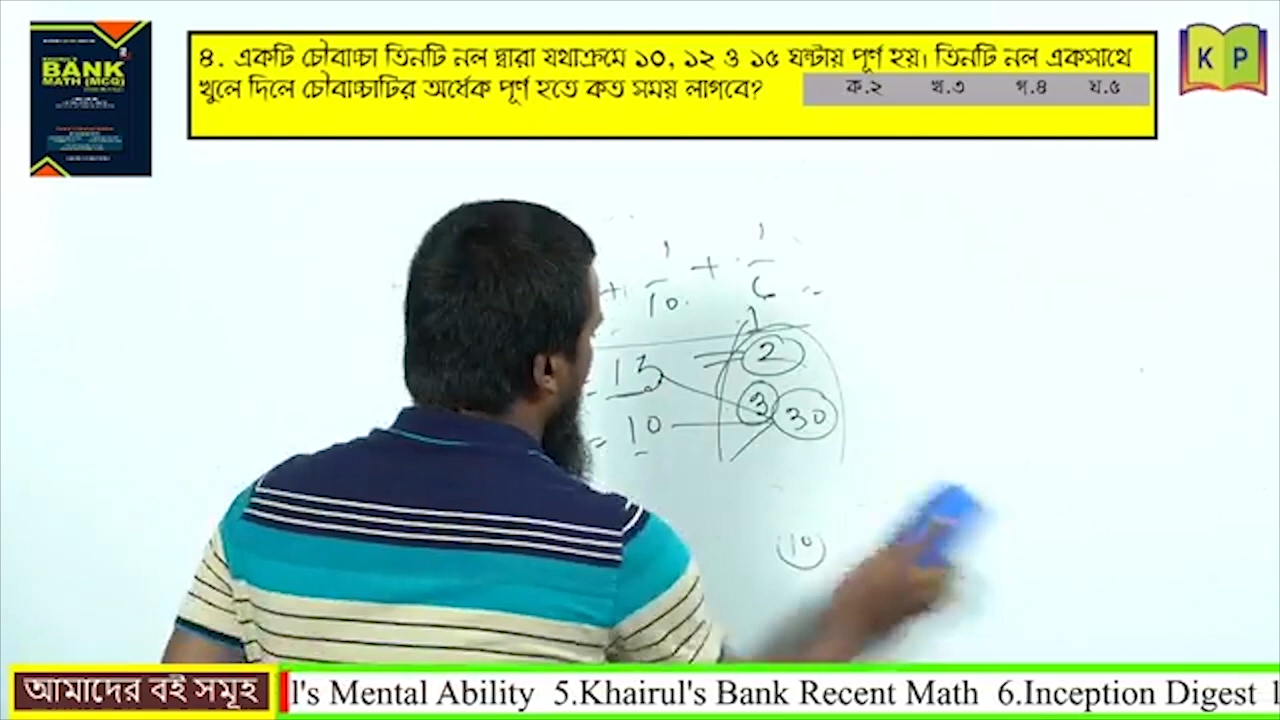 ৪. একটি চৌবাচ্চা তিনটি নল দ্বারা যথাক্রমে ১০, ১২ ও ১৫ ঘন্টায় পূর্ণ হয়। তিনটি নল একসাথে
খুলে দিলে চৌবাচ্চাটির অর্ধেক পূর্ণ হতে কত সময় লাগবে?
ক.২ খ.৩ গ.৪ ঘ.৫
BANK
MATH (MCQ)
K P
+ 1/10 + 1/6
2
= 13
3 30
= 10
10
আমাদের বই সমূহ
l's Mental Ability 5.Khairul's Bank Recent Math 6.Inception Digest